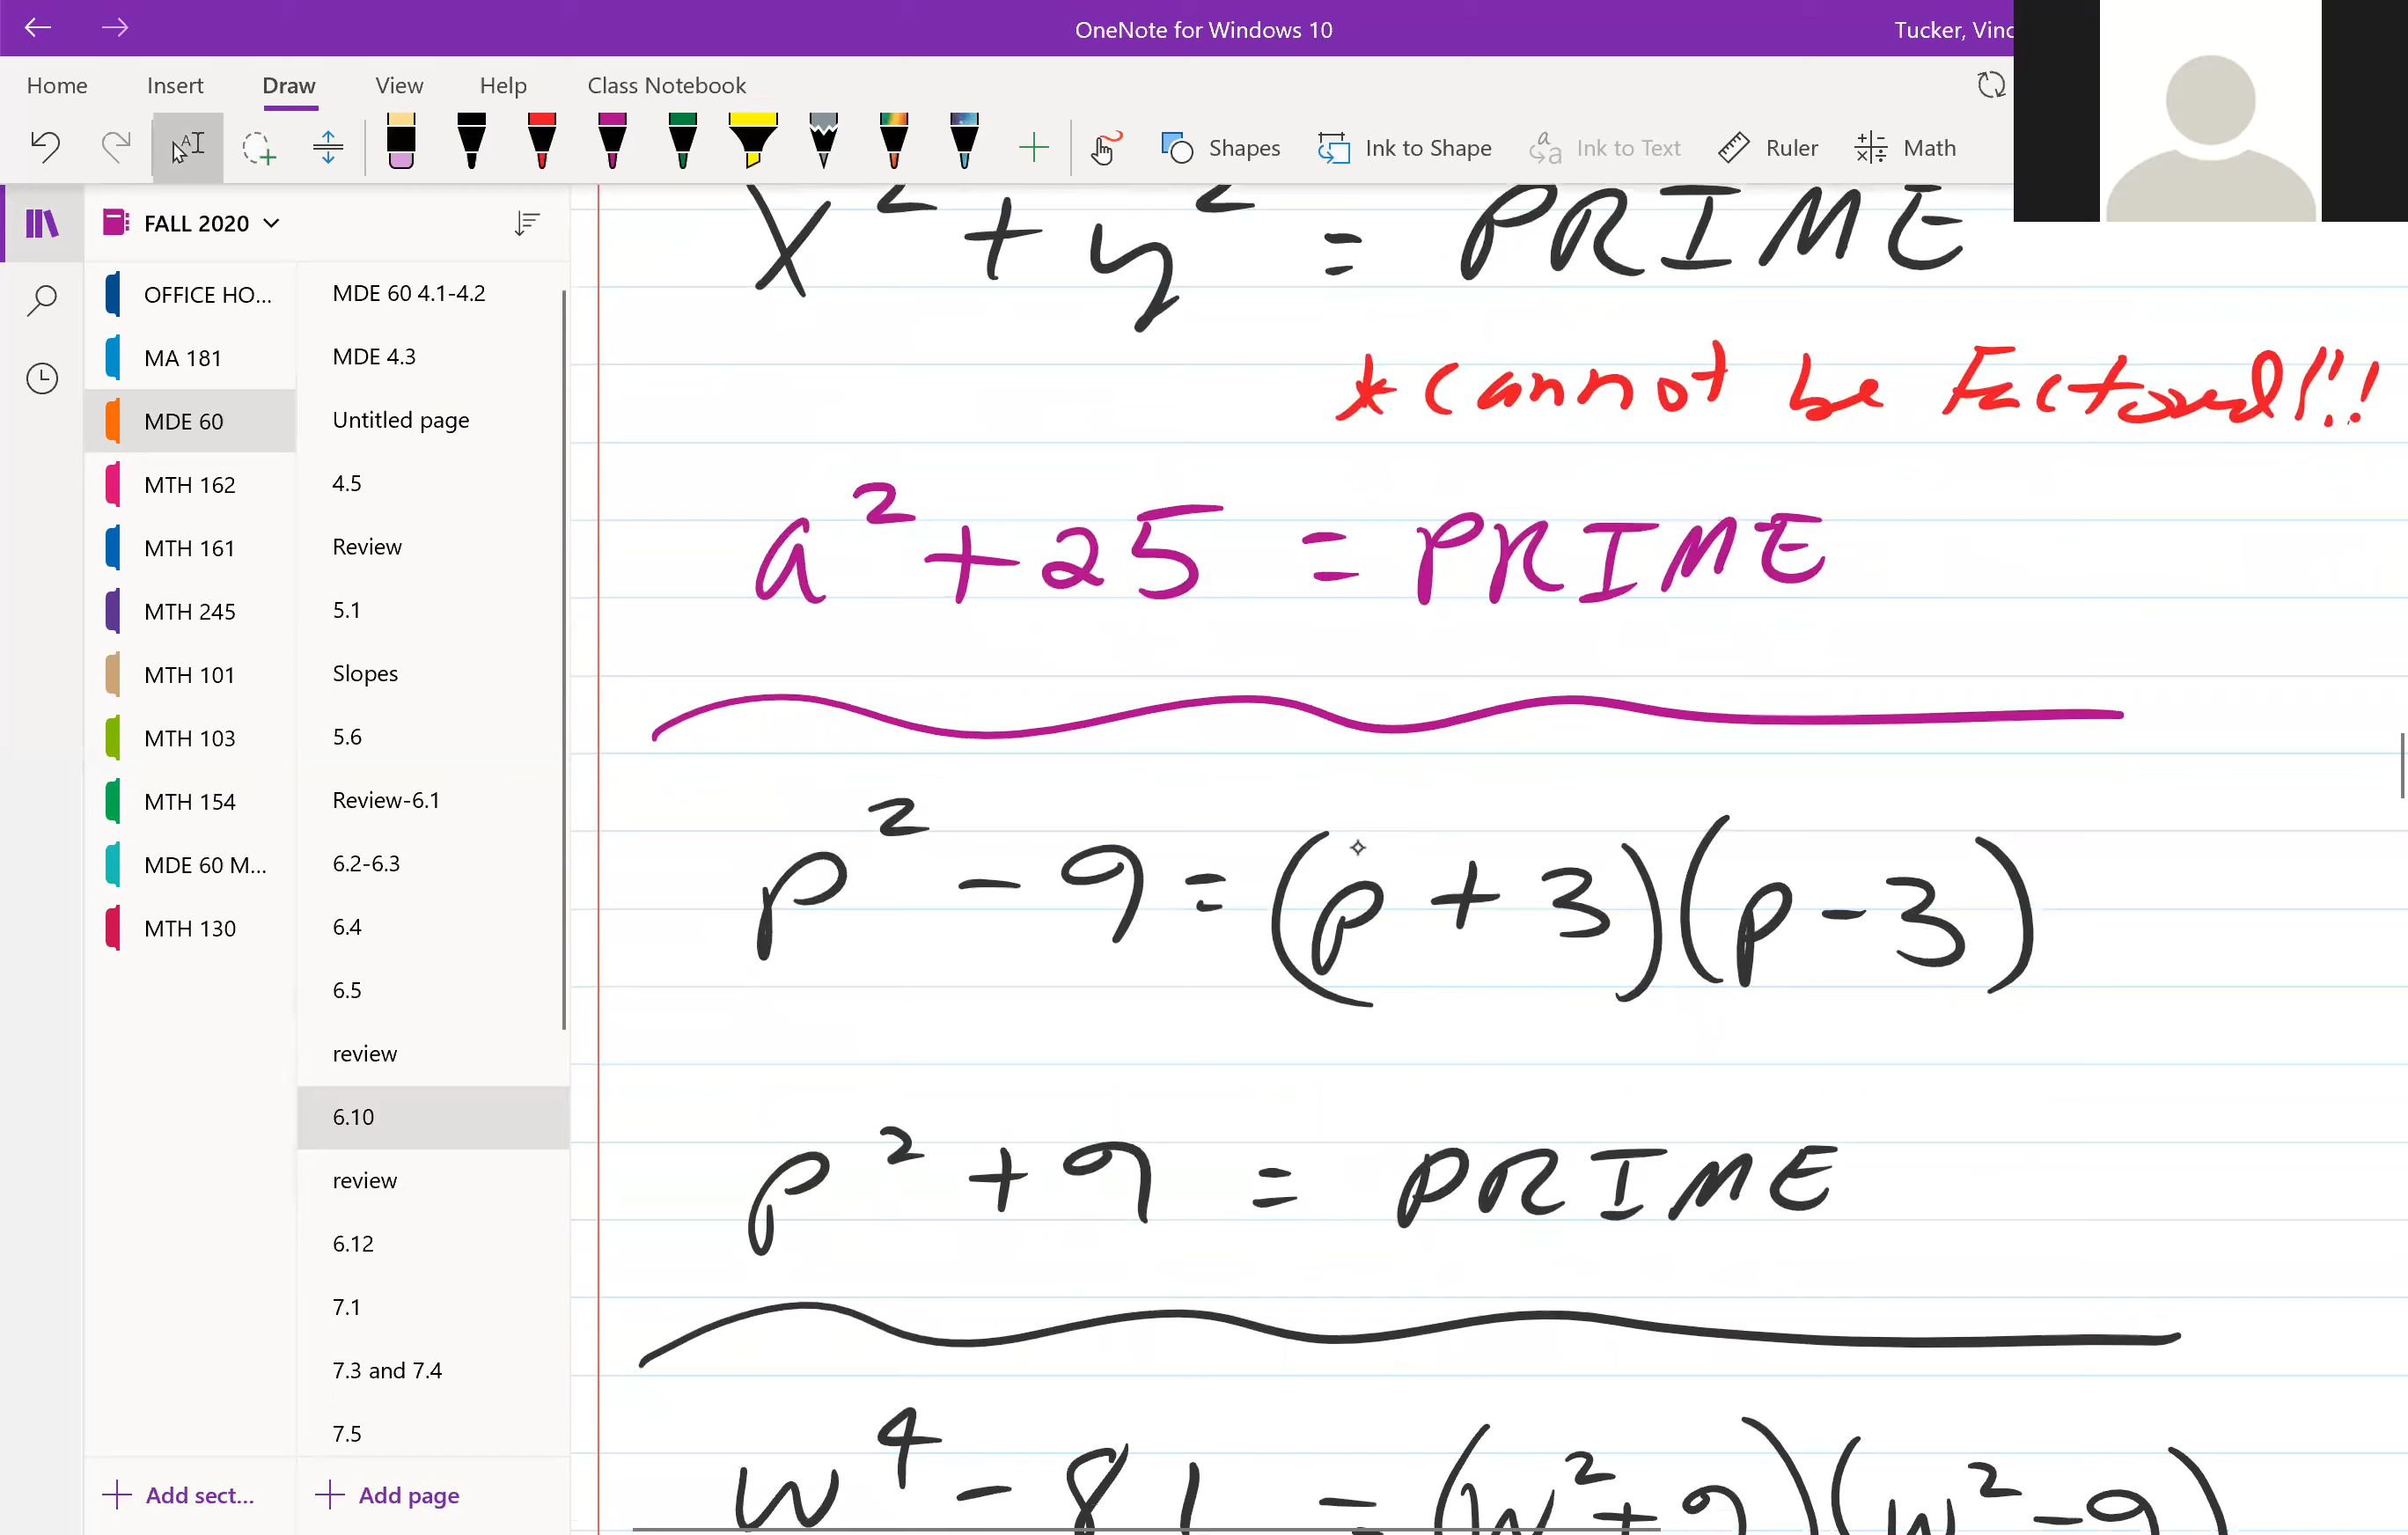 OneNote for Windows 10
Tucker, Vinc
Home Insert Draw View Help Class Notebook
Shapes Ink to Shape Ink to Text Ruler Math
FALL 2020
OFFICE HO...
MA 181
MDE 60
MTH 162
MTH 161
MTH 245
MTH 101
MTH 103
MTH 154
MDE 60 M...
MTH 130
Add sect...
MDE 60 4.1-4.2
MDE 4.3
Untitled page
4.5
Review
5.1
Slopes
5.6
Review-6.1
6.2-6.3
6.4
6.5
review
6.10
review
6.12
7.1
7.3 and 7.4
7.5
Add page
x² + y² = PRIME
* cannot be Factored!!!
a² + 25 = PRIME
p² - 9 = (p + 3)(p - 3)
p² + 9 = PRIME
w⁴ - 81 = (w² + 9)(w² - 9)